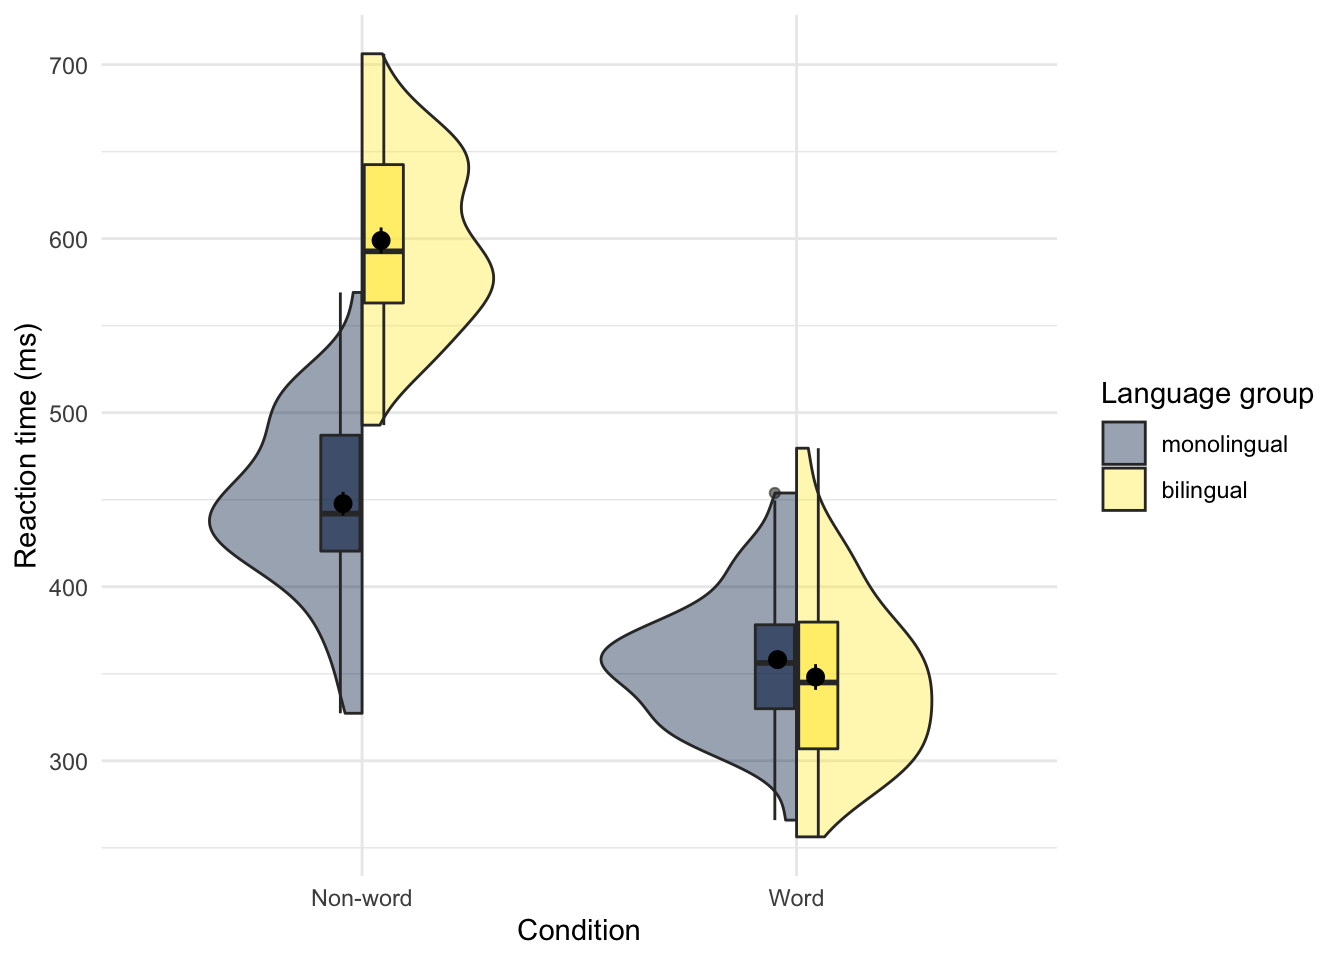 700
600
500
400
300
Reaction time (ms)
Non-word
Word
Condition
Language group
monolingual
bilingual